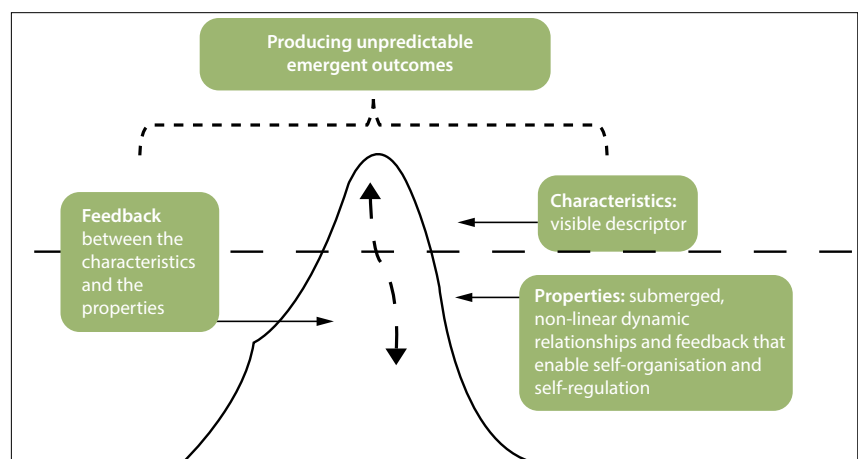 Producing unpredictable
emergent outcomes
Feedback
between the
characteristics
and the
properties
Characteristics:
visible descriptor
Properties: submerged,
non-linear dynamic
relationships and feedback that
enable self-organisation and
self-regulation